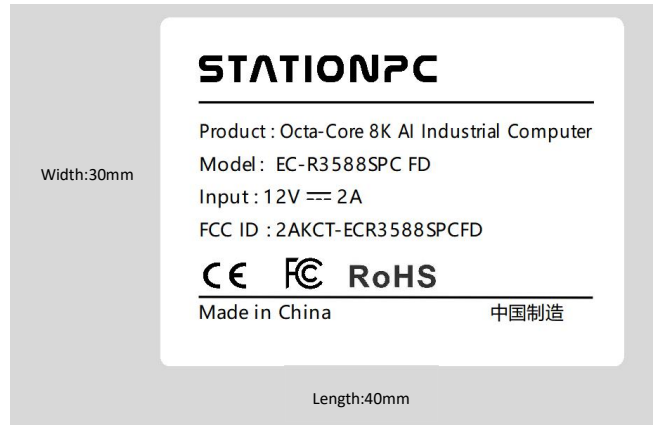 STATIONPC
Product : Octa-Core 8K AI Industrial Computer
Model : EC-R3588SPC FD
Width:30mm
Input : 12V ⎓ 2A
FCC ID : 2AKCT-ECR3588SPCFD
CE FC RoHS
Made in China 中国制造
Length:40mm